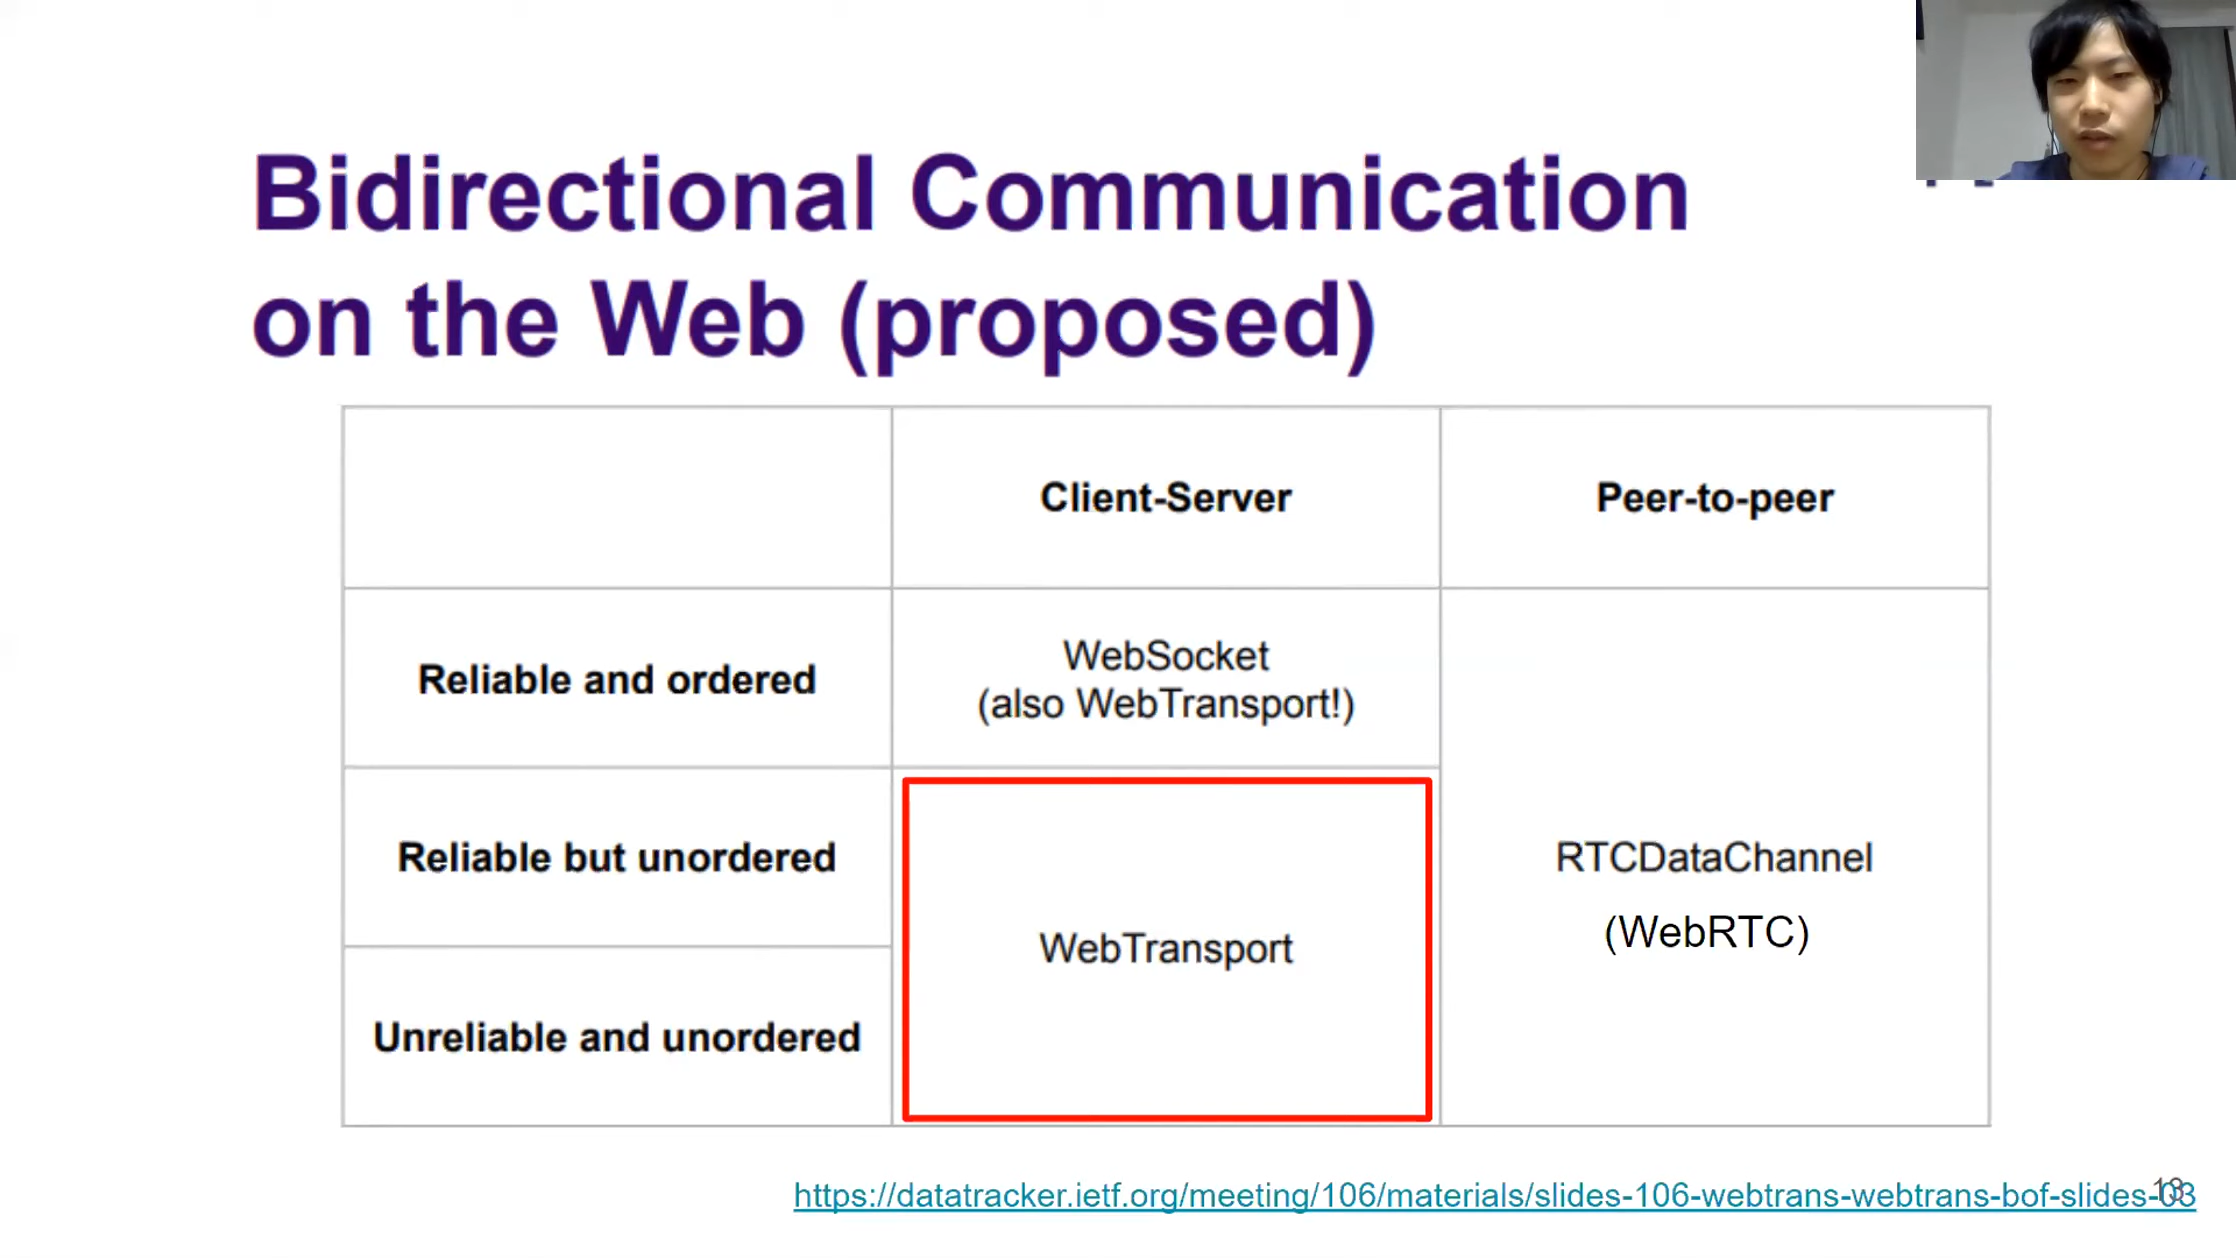 Bidirectional Communication
on the Web (proposed)
Client-Server
Peer-to-peer
Reliable and ordered
WebSocket
(also WebTransport!)
Reliable but unordered
WebTransport
RTCDataChannel
(WebRTC)
Unreliable and unordered
https://datatracker.ietf.org/meeting/106/materials/slides-106-webtrans-webtrans-bof-slides-03
13